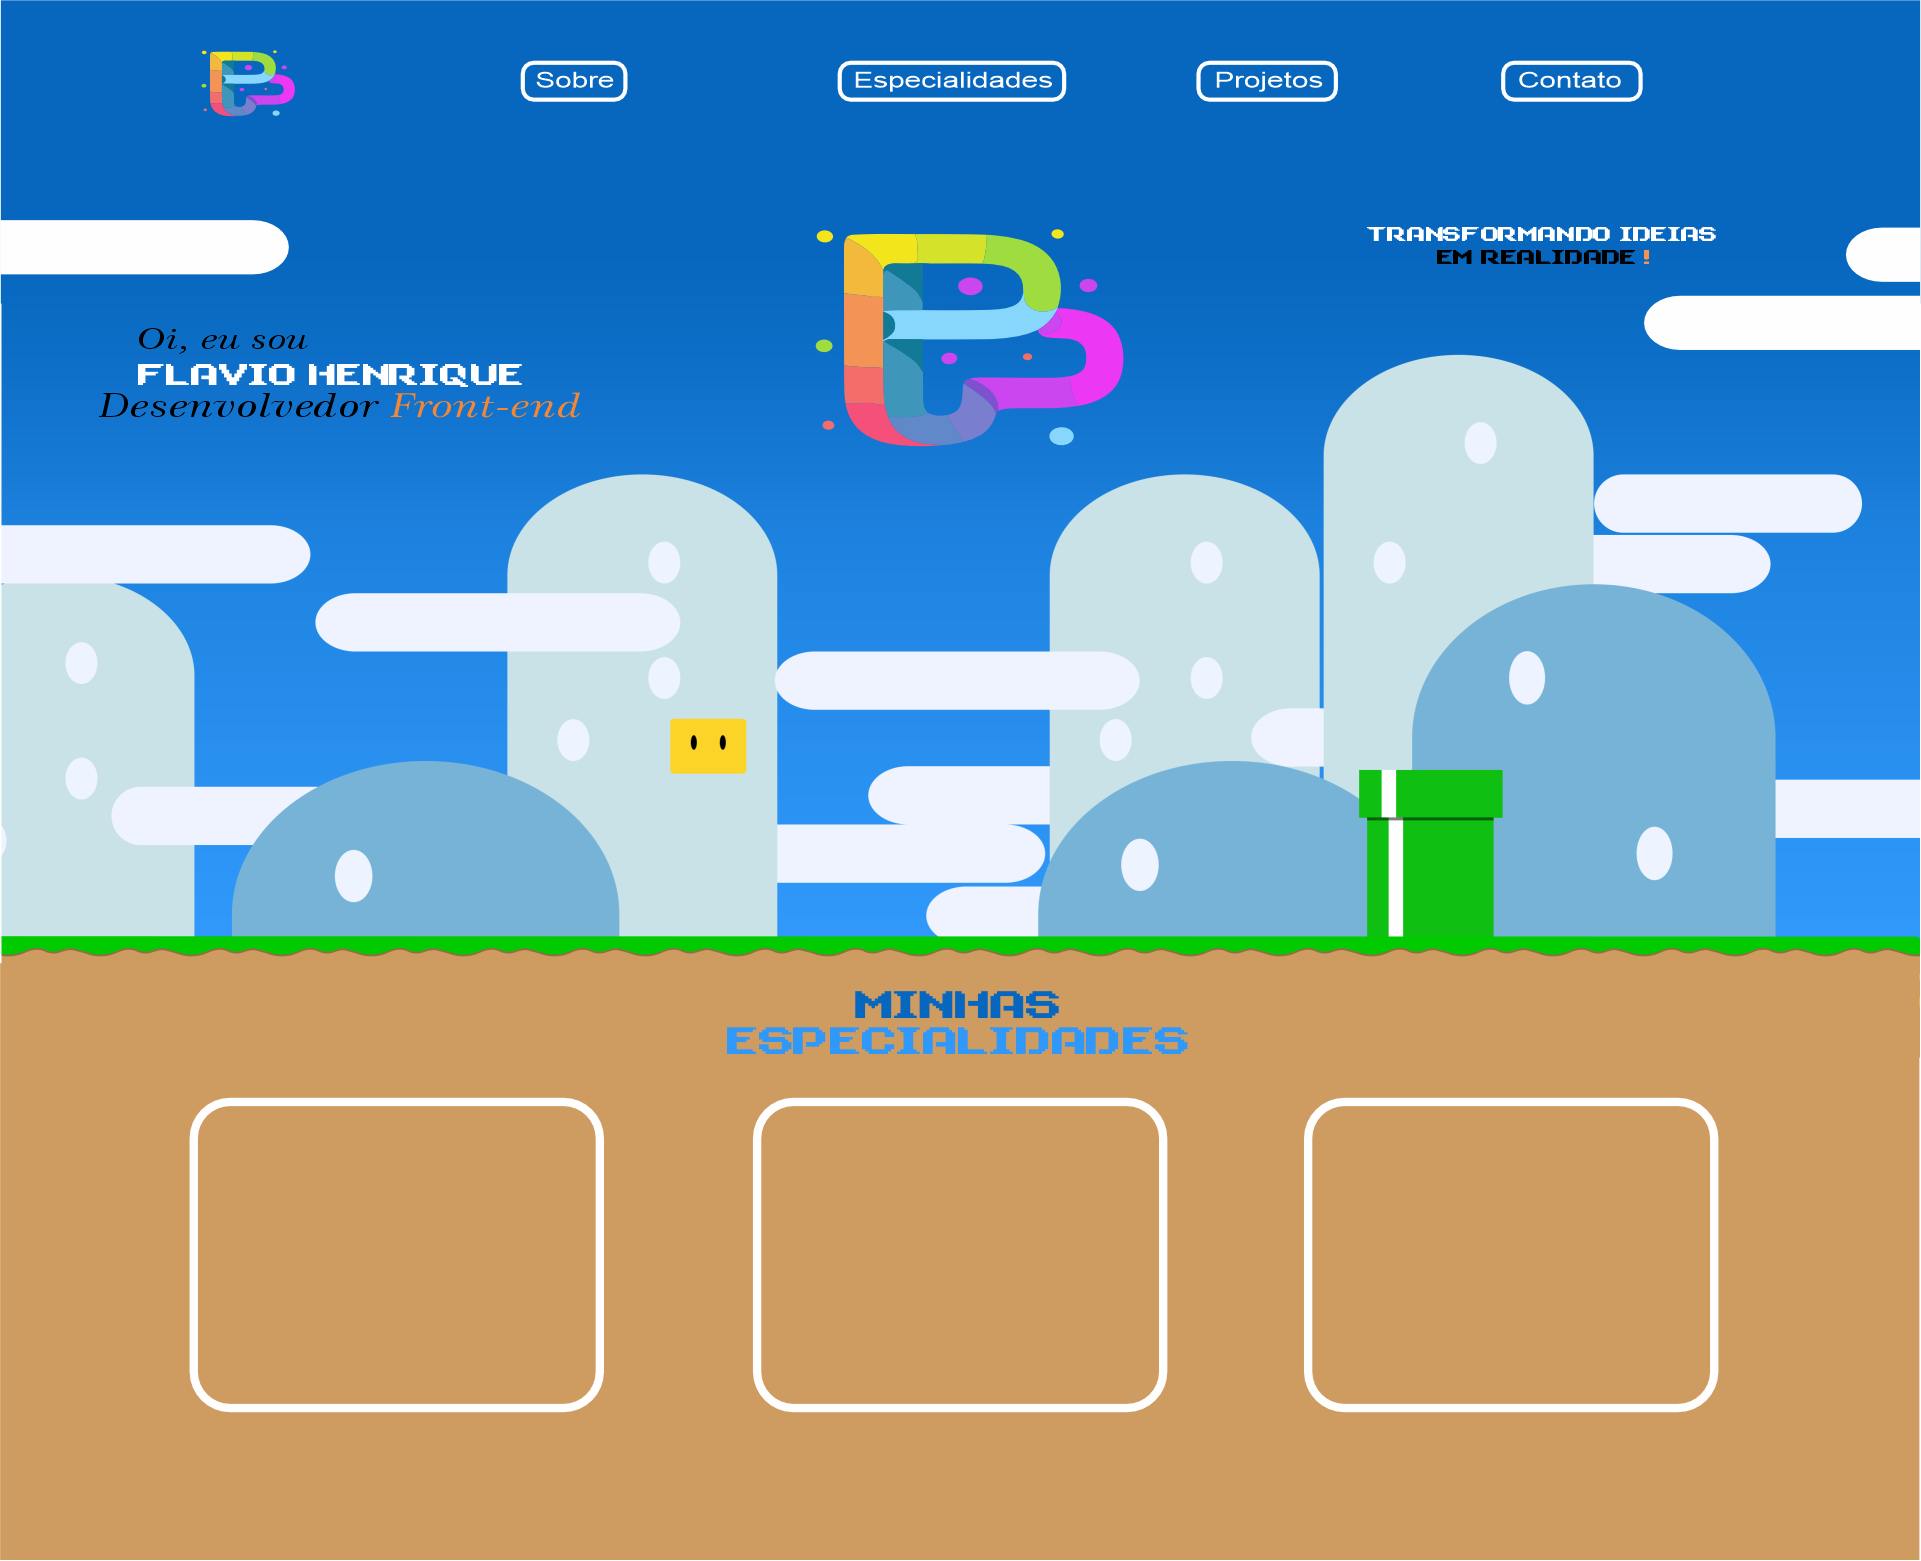 Sobre
Especialidades
Projetos
Contato
TRANSFORMANDO IDEIAS
EM REALIDADE !
Oi, eu sou
FLAVIO HENRIQUE
Desenvolvedor Front-end
MINHAS
ESPECIALIDADES